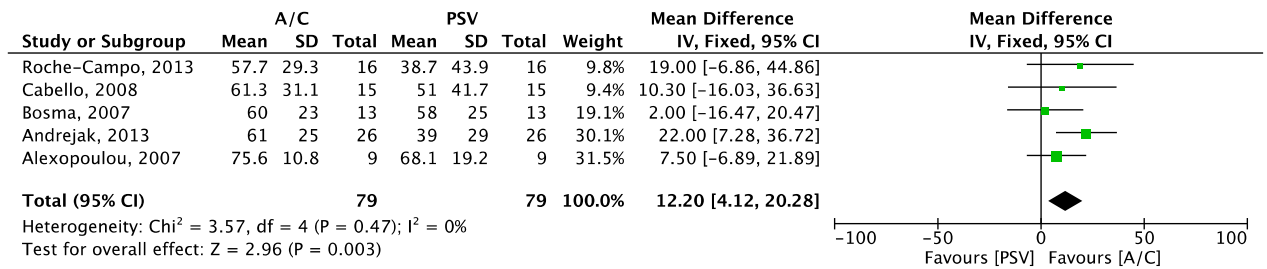 A/C PSV Mean Difference Mean Difference
Study or Subgroup Mean SD Total Mean SD Total Weight IV, Fixed, 95% CI IV, Fixed, 95% CI
Roche-Campo, 2013 57.7 29.3 16 38.7 43.9 16 9.8% 19.00 [-6.86, 44.86]
Cabello, 2008 61.3 31.1 15 51 41.7 15 9.4% 10.30 [-16.03, 36.63]
Bosma, 2007 60 23 13 58 25 13 19.1% 2.00 [-16.47, 20.47]
Andrejak, 2013 61 25 26 39 29 26 30.1% 22.00 [7.28, 36.72]
Alexopoulou, 2007 75.6 10.8 9 68.1 19.2 9 31.5% 7.50 [-6.89, 21.89]
Total (95% CI) 79 79 100.0% 12.20 [4.12, 20.28]
Heterogeneity: Chi² = 3.57, df = 4 (P = 0.47); I² = 0%
Test for overall effect: Z = 2.96 (P = 0.003)
-100 -50 0 50 100
Favours [PSV] Favours [A/C]